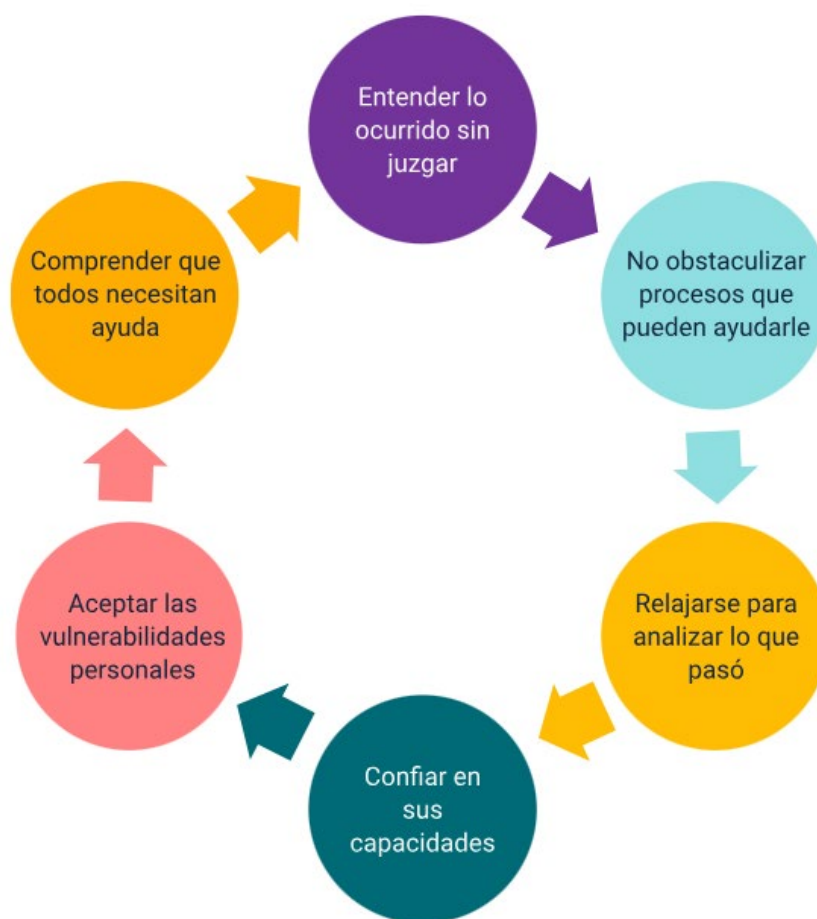 Entender lo
ocurrido sin
juzgar
No obstaculizar
procesos que
pueden ayudarle
Relajarse para
analizar lo que
pasó
Confiar en
sus
capacidades
Aceptar las
vulnerabilidades
personales
Comprender que
todos necesitan
ayuda